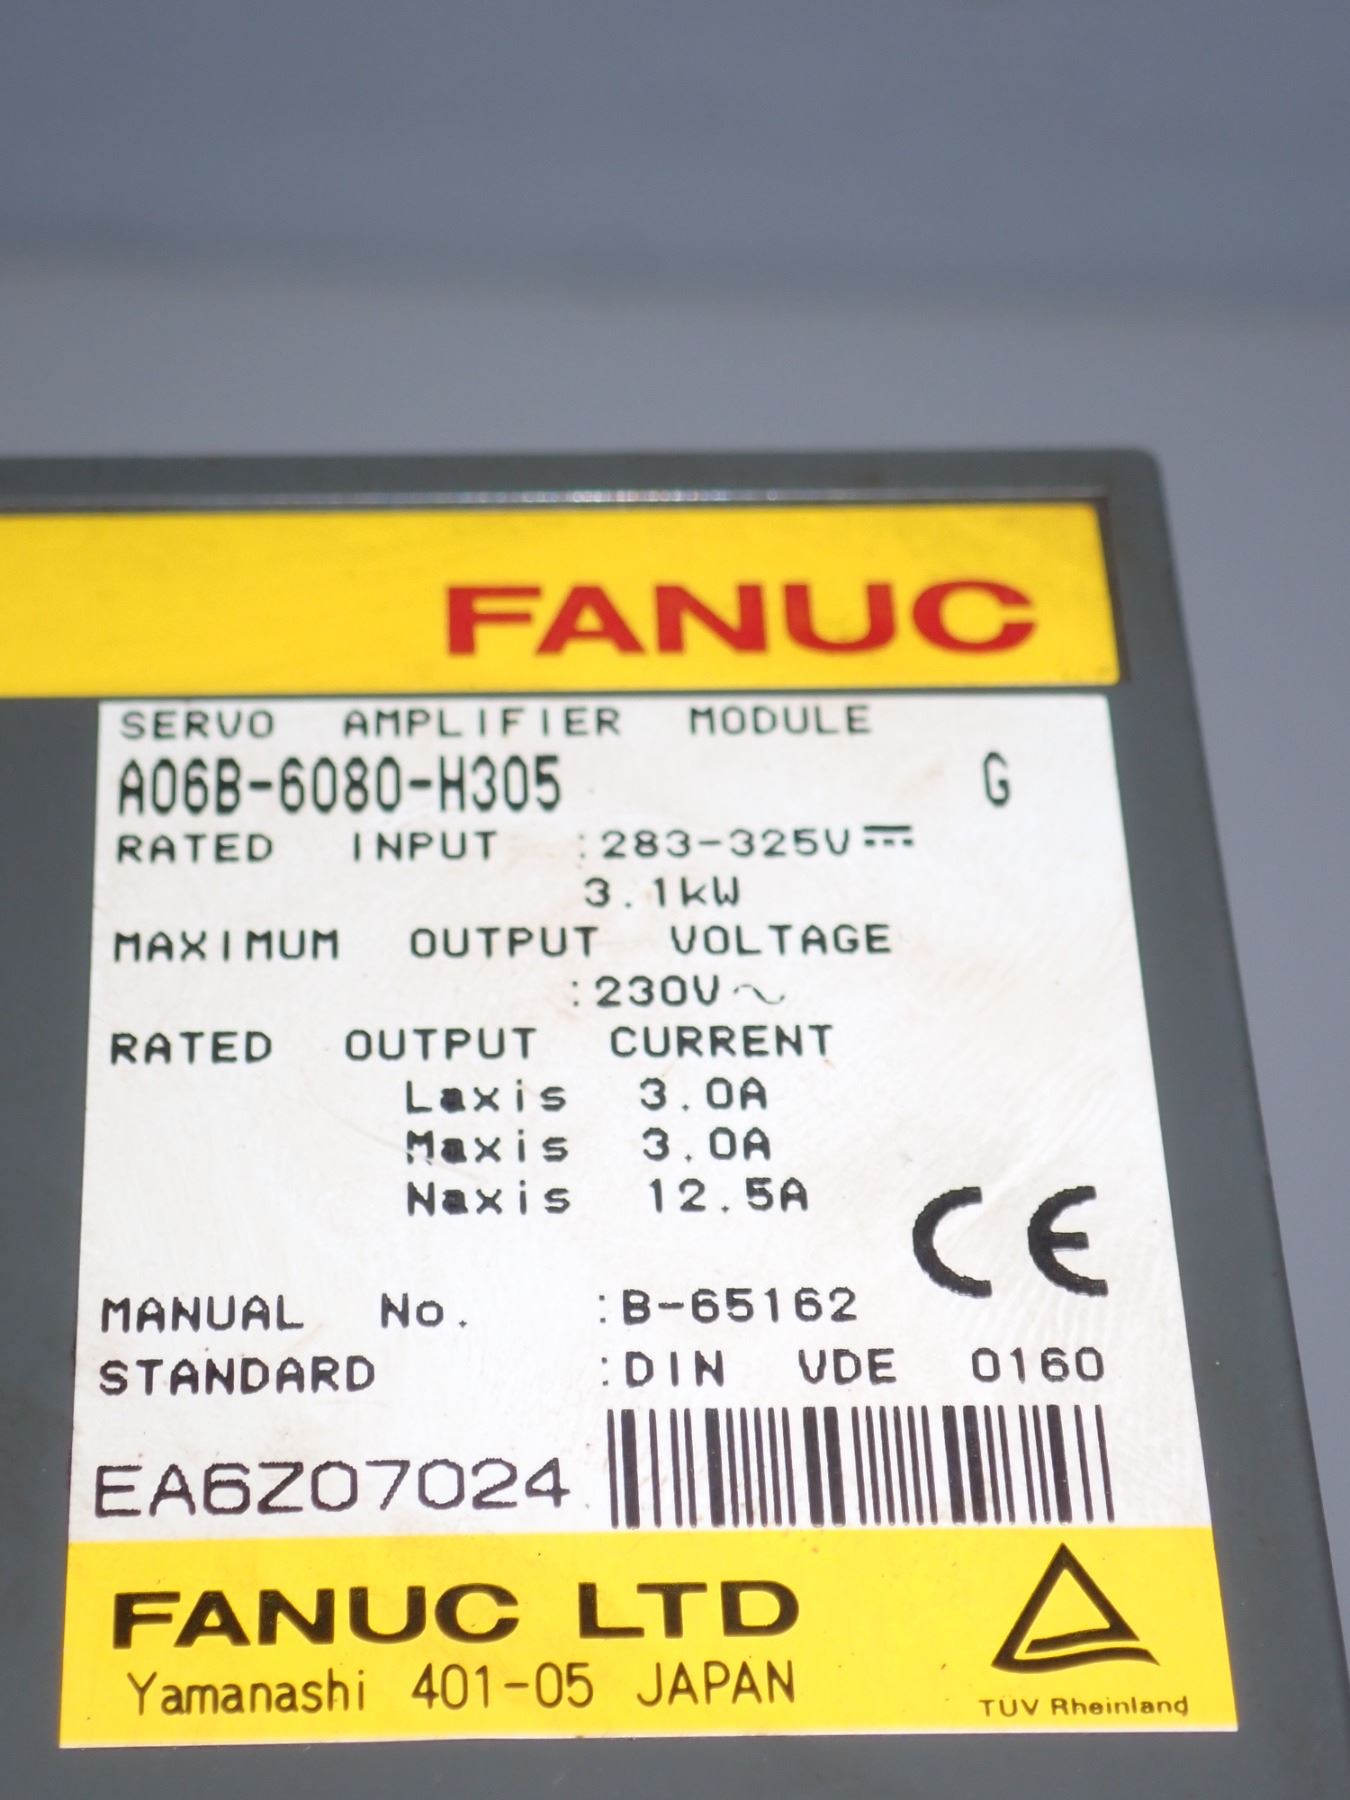 FANUC
SERVO AMPLIFIER MODULE
A06B-6080-H305 G
RATED INPUT :283-325V⎓
3.1kW
MAXIMUM OUTPUT VOLTAGE
:230V~
RATED OUTPUT CURRENT
Laxis 3.0A
Maxis 3.0A
Naxis 12.5A
CE
MANUAL No. :B-65162
STANDARD :DIN VDE 0160
EA6Z07024
FANUC LTD
Yamanashi 401-05 JAPAN
TÜV Rheinland